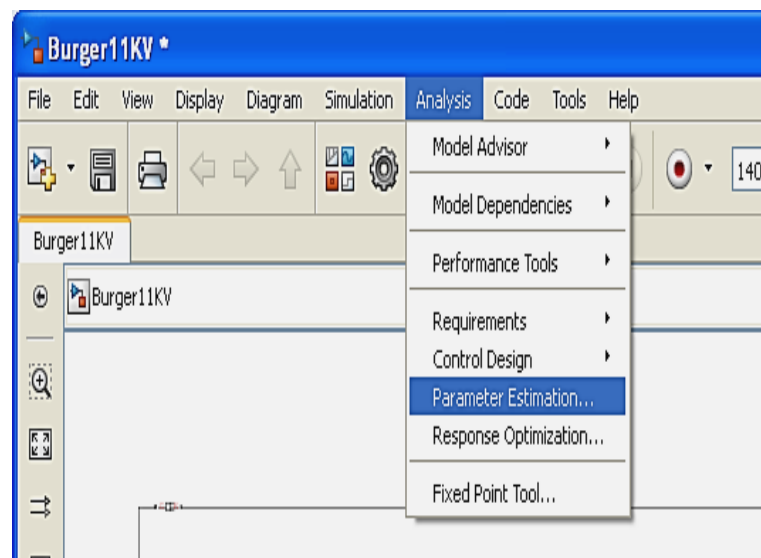 Burger11KV *
File Edit View Display Diagram Simulation Analysis Code Tools Help
140
Burger11KV
Burger11KV
Model Advisor
Model Dependencies
Performance Tools
Requirements
Control Design
Parameter Estimation...
Response Optimization...
Fixed Point Tool...